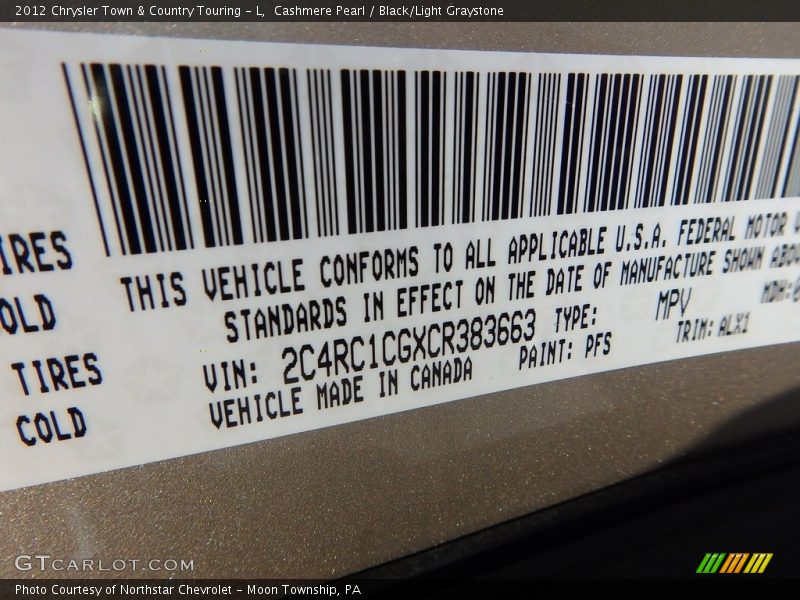 2012 Chrysler Town & Country Touring - L, Cashmere Pearl / Black/Light Graystone
THIS VEHICLE CONFORMS TO ALL APPLICABLE U.S.A. FEDERAL MOTOR
STANDARDS IN EFFECT ON THE DATE OF MANUFACTURE SHOWN ABOV
VIN: 2C4RC1CGXCR383663 TYPE: MPV MDH:
VEHICLE MADE IN CANADA PAINT: PFS TRIM: ALX1
IRES
OLD
TIRES
COLD
GTCARLOT.COM
Photo Courtesy of Northstar Chevrolet - Moon Township, PA